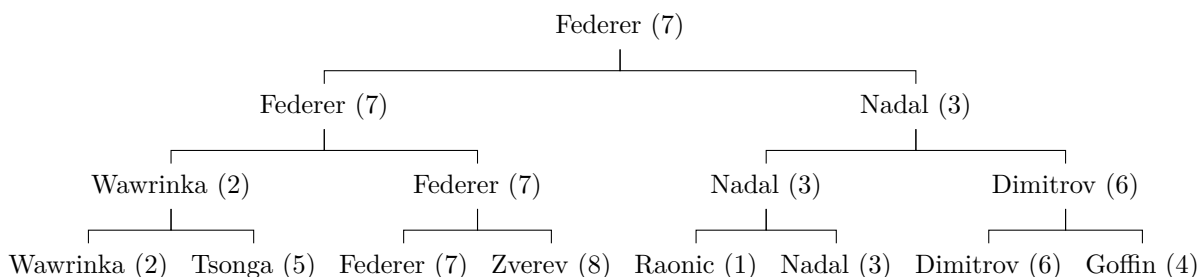 Federer (7)
Federer (7) Nadal (3)
Wawrinka (2) Federer (7) Nadal (3) Dimitrov (6)
Wawrinka (2) Tsonga (5) Federer (7) Zverev (8) Raonic (1) Nadal (3) Dimitrov (6) Goffin (4)